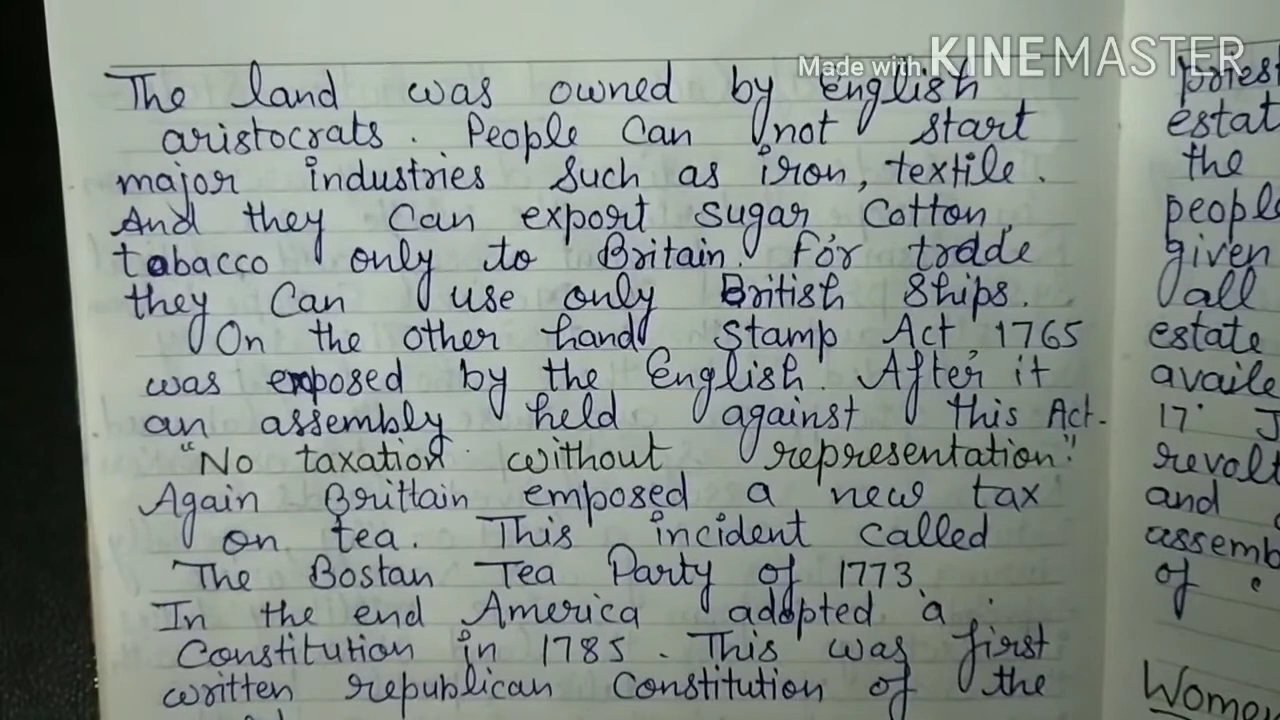 Made with KINEMASTER
The land was owned by english
aristocrats. People can not start
major industries such as iron, textile.
And they can export sugar cotton,
tobacco only to Britain. For trade
they can use only British ships.
On the other hand Stamp Act, 1765
was emposed by the English. After it
an assembly held against this Act.
"No taxation without representation."
Again Brittain emposed a new tax
on tea. This incident called
The Bostan Tea Party of 1773.
In the end America adopted a
Constitution in 1785. This was first
written republican Constitution of the
estat
the
people
given
all
estate
availe
17 J
revolt
and
assemb
of
Women